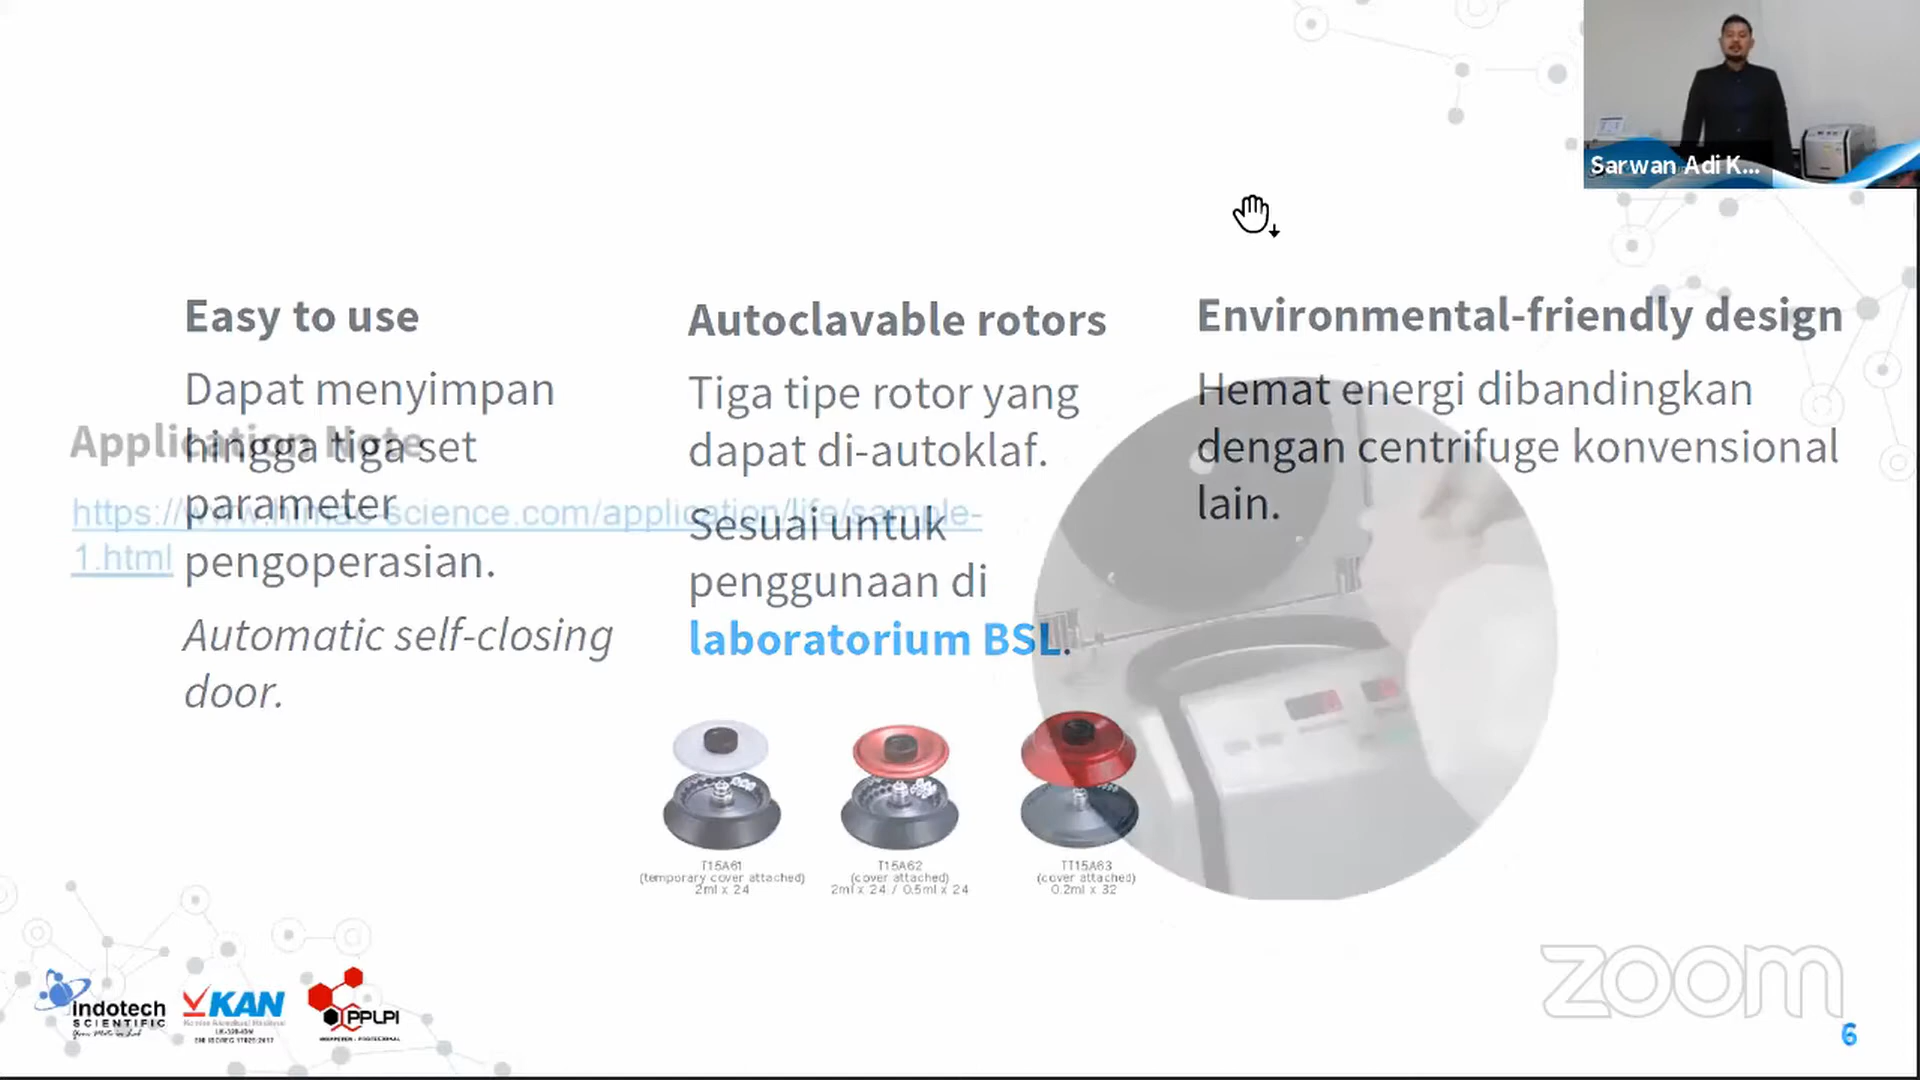 Sarwan Adi K...
Easy to use
Dapat menyimpan
hingga tiga set
parameter
pengoperasian.
Automatic self-closing
door.
Autoclavable rotors
Tiga tipe rotor yang
dapat di-autoklaf.
Sesuai untuk
penggunaan di
laboratorium BSL.
Environmental-friendly design
Hemat energi dibandingkan
dengan centrifuge konvensional
lain.
Application Note
https://www.himac-science.com/application/life/sample-
1.html
T15A61
(temporary cover attached)
2ml x 24
T15A62
(cover attached)
2ml x 24 / 0.5ml x 24
TT15A63
(cover attached)
0.2ml x 32
indotech
SCIENTIFIC
KAN
Komite Akreditasi Nasional
PPLPI
zoom
6